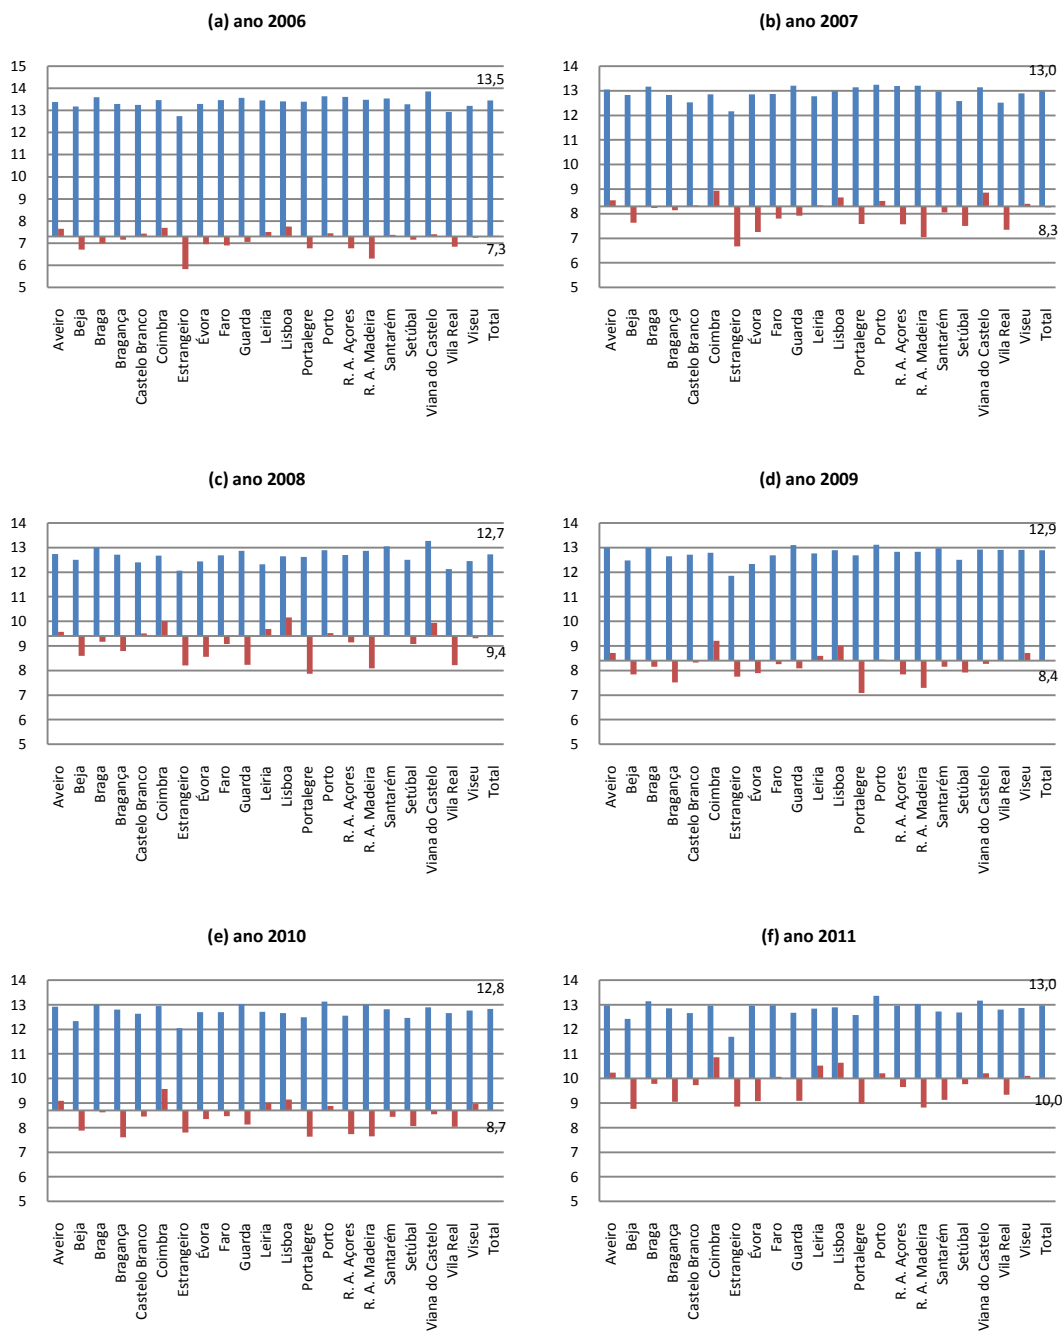 (a) ano 2006
15
14
13
12
11
10
9
8
7
6
5
13,5
7,3
Aveiro
Beja
Braga
Bragança
Castelo Branco
Coimbra
Estrangeiro
Évora
Faro
Guarda
Leiria
Lisboa
Portalegre
Porto
R. A. Açores
R. A. Madeira
Santarém
Setúbal
Viana do Castelo
Vila Real
Viseu
Total
(b) ano 2007
14
13
12
11
10
9
8
7
6
5
13,0
8,3
Aveiro
Beja
Braga
Bragança
Castelo Branco
Coimbra
Estrangeiro
Évora
Faro
Guarda
Leiria
Lisboa
Portalegre
Porto
R. A. Açores
R. A. Madeira
Santarém
Setúbal
Viana do Castelo
Vila Real
Viseu
Total
(c) ano 2008
14
13
12
11
10
9
8
7
6
5
12,7
9,4
Aveiro
Beja
Braga
Bragança
Castelo Branco
Coimbra
Estrangeiro
Évora
Faro
Guarda
Leiria
Lisboa
Portalegre
Porto
R. A. Açores
R. A. Madeira
Santarém
Setúbal
Viana do Castelo
Vila Real
Viseu
Total
(d) ano 2009
14
13
12
11
10
9
8
7
6
5
12,9
8,4
Aveiro
Beja
Braga
Bragança
Castelo Branco
Coimbra
Estrangeiro
Évora
Faro
Guarda
Leiria
Lisboa
Portalegre
Porto
R. A. Açores
R. A. Madeira
Santarém
Setúbal
Viana do Castelo
Vila Real
Viseu
Total
(e) ano 2010
14
13
12
11
10
9
8
7
6
5
12,8
8,7
Aveiro
Beja
Braga
Bragança
Castelo Branco
Coimbra
Estrangeiro
Évora
Faro
Guarda
Leiria
Lisboa
Portalegre
Porto
R. A. Açores
R. A. Madeira
Santarém
Setúbal
Viana do Castelo
Vila Real
Viseu
Total
(f) ano 2011
14
13
12
11
10
9
8
7
6
5
13,0
10,0
Aveiro
Beja
Braga
Bragança
Castelo Branco
Coimbra
Estrangeiro
Évora
Faro
Guarda
Leiria
Lisboa
Portalegre
Porto
R. A. Açores
R. A. Madeira
Santarém
Setúbal
Viana do Castelo
Vila Real
Viseu
Total